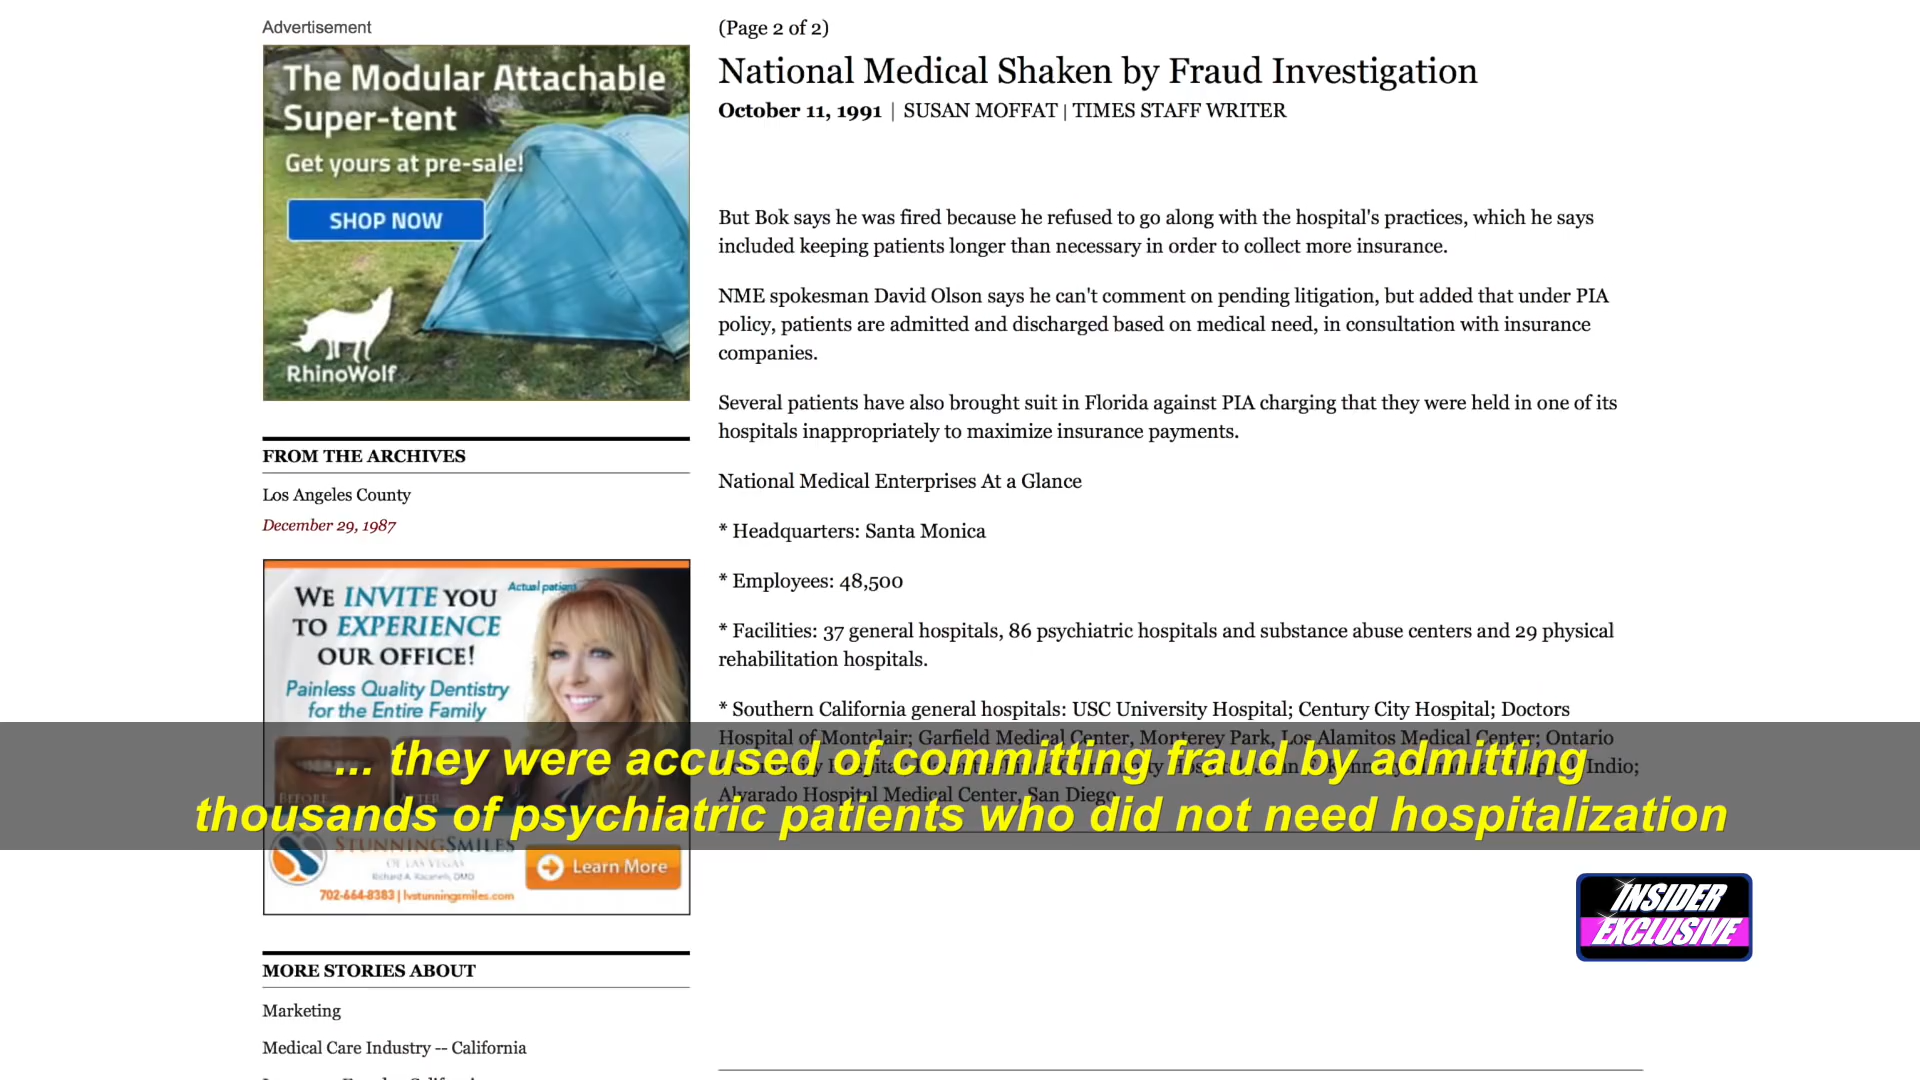 Advertisement
The Modular Attachable
Super-tent
Get yours at pre-sale!
SHOP NOW
RhinoWolf
FROM THE ARCHIVES
Los Angeles County
December 29, 1987
WE INVITE YOU
TO EXPERIENCE
OUR OFFICE!
Actual patient
Painless Quality Dentistry
for the Entire Family
BEFORE
AFTER
STUNNINGSMILES
OF LAS VEGAS
702-664-8383 | lvstunningsmiles.com
Learn More
MORE STORIES ABOUT
Marketing
Medical Care Industry -- California
(Page 2 of 2)
National Medical Shaken by Fraud Investigation
October 11, 1991 | SUSAN MOFFAT | TIMES STAFF WRITER
But Bok says he was fired because he refused to go along with the hospital's practices, which he says
included keeping patients longer than necessary in order to collect more insurance.
NME spokesman David Olson says he can't comment on pending litigation, but added that under PIA
policy, patients are admitted and discharged based on medical need, in consultation with insurance
companies.
Several patients have also brought suit in Florida against PIA charging that they were held in one of its
hospitals inappropriately to maximize insurance payments.
National Medical Enterprises At a Glance
* Headquarters: Santa Monica
* Employees: 48,500
* Facilities: 37 general hospitals, 86 psychiatric hospitals and substance abuse centers and 29 physical
rehabilitation hospitals.
* Southern California general hospitals: USC University Hospital; Century City Hospital; Doctors
Hospital of Montclair; Garfield Medical Center, Monterey Park, Los Alamitos Medical Center; Ontario
Indio;
Alvarado Hospital Medical Center, San Diego
... they were accused of committing fraud by admitting
thousands of psychiatric patients who did not need hospitalization
INSIDER
EXCLUSIVE